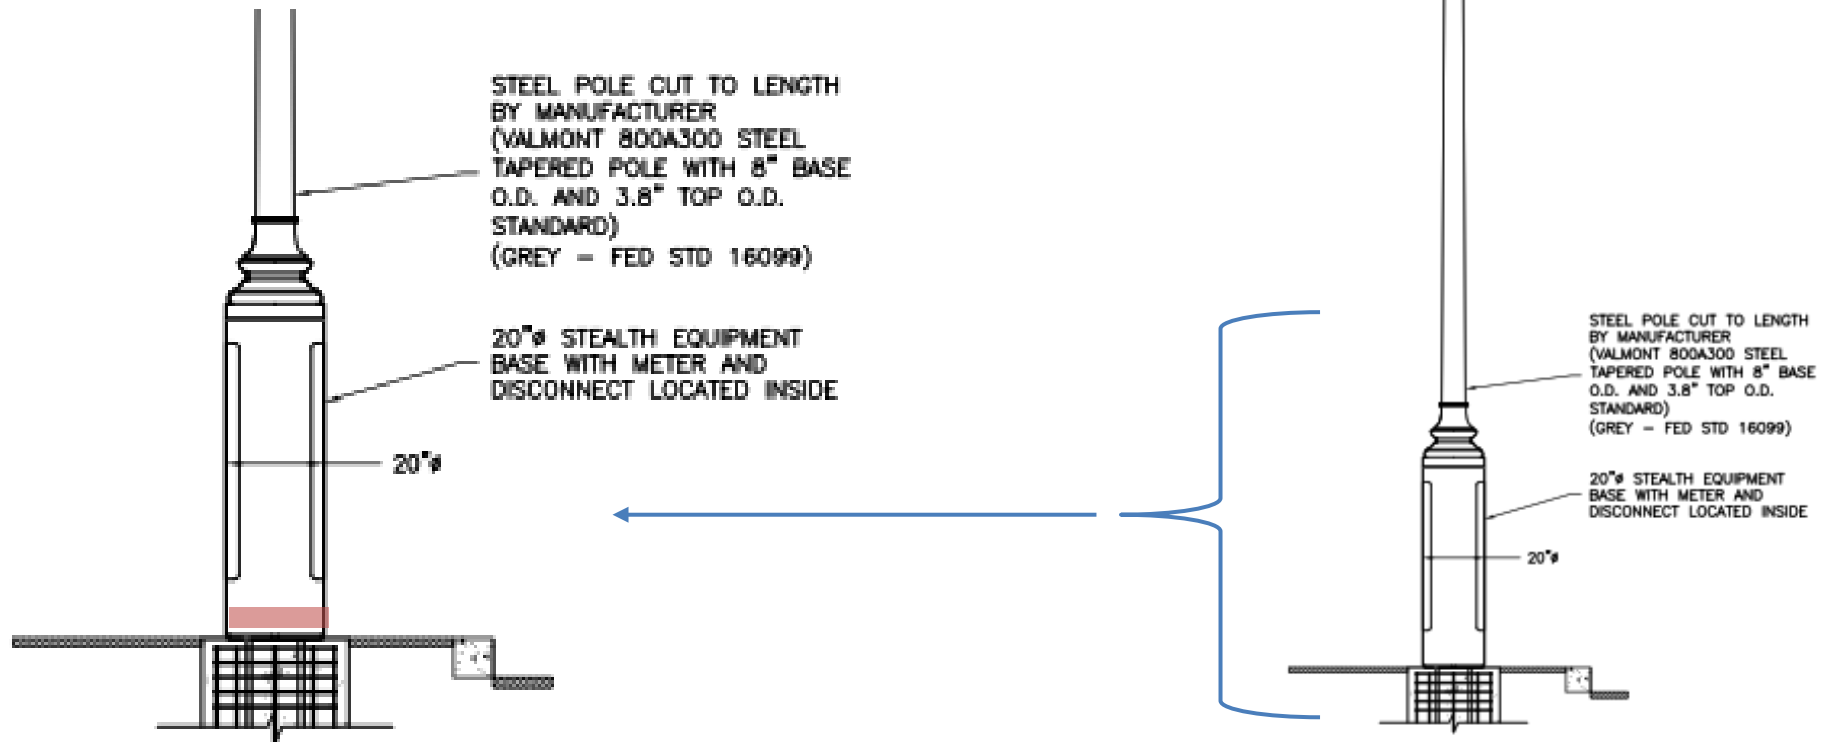 STEEL POLE CUT TO LENGTH
BY MANUFACTURER
(VALMONT 800A300 STEEL
TAPERED POLE WITH 8" BASE
O.D. AND 3.8" TOP O.D.
STANDARD)
(GREY – FED STD 16099)
20"ø STEALTH EQUIPMENT
BASE WITH METER AND
DISCONNECT LOCATED INSIDE
20"ø
STEEL POLE CUT TO LENGTH
BY MANUFACTURER
(VALMONT 800A300 STEEL
TAPERED POLE WITH 8" BASE
O.D. AND 3.8" TOP O.D.
STANDARD)
(GREY – FED STD 16099)
20"ø STEALTH EQUIPMENT
BASE WITH METER AND
DISCONNECT LOCATED INSIDE
20"ø